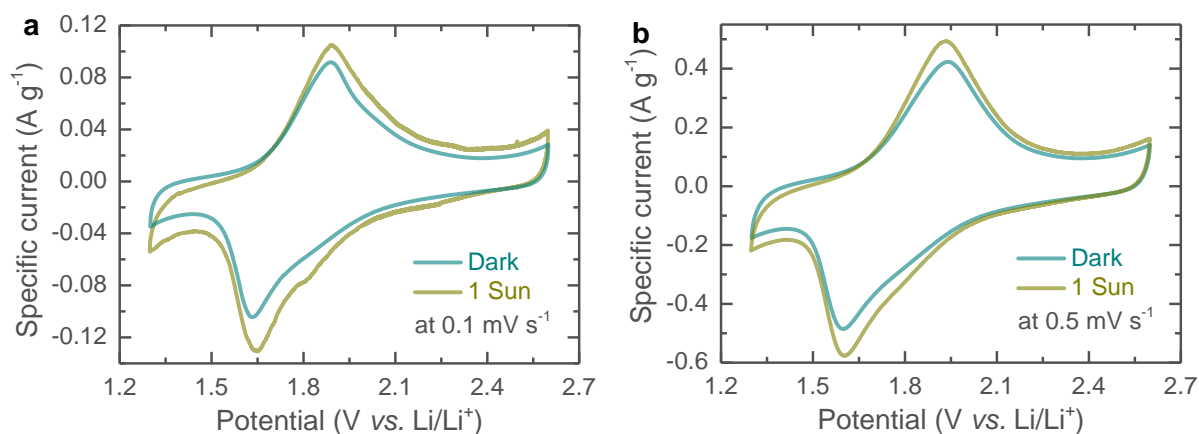 a
0.12
0.08
0.04
0.00
-0.04
-0.08
-0.12
Specific current (A g⁻¹)
Dark
1 Sun
at 0.1 mV s⁻¹
1.2 1.5 1.8 2.1 2.4 2.7
Potential (V vs. Li/Li⁺)
b
0.4
0.2
0.0
-0.2
-0.4
-0.6
Specific current (A g⁻¹)
Dark
1 Sun
at 0.5 mV s⁻¹
1.2 1.5 1.8 2.1 2.4 2.7
Potential (V vs. Li/Li⁺)